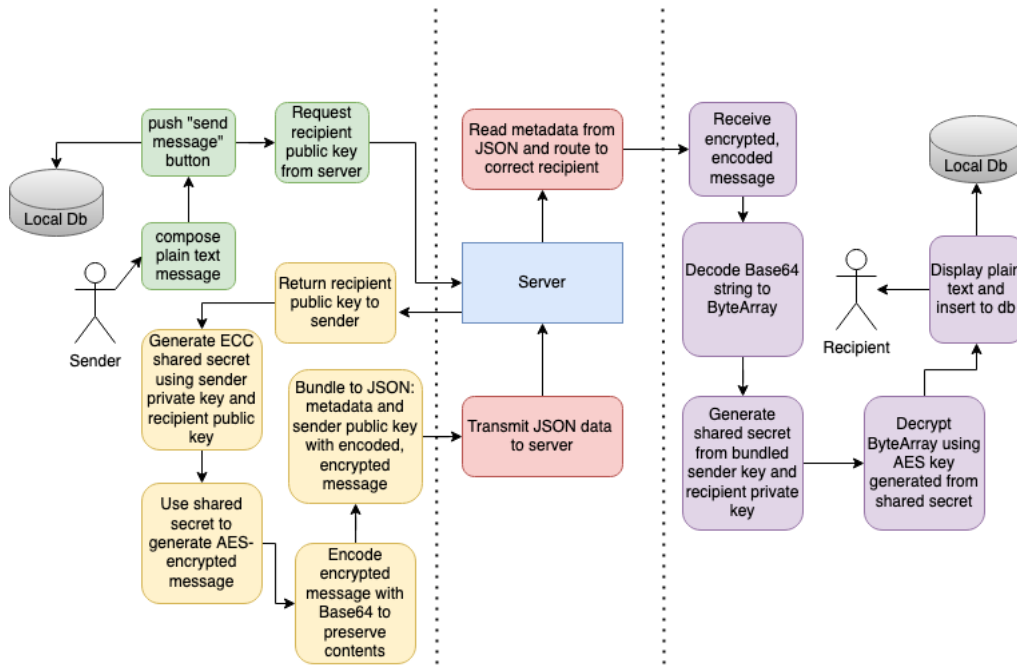 push "send
message"
button
Request
recipient
public key
from server
Local Db
compose
plain text
message
Sender
Return recipient
public key to
sender
Generate ECC
shared secret
using sender
private key and
recipient public
key
Use shared
secret to
generate AES-
encrypted
message
Encode
encrypted
message with
Base64 to
preserve
contents
Bundle to JSON:
metadata and
sender public key
with encoded,
encrypted
message
Transmit JSON data
to server
Server
Read metadata from
JSON and route to
correct recipient
Receive
encrypted,
encoded
message
Decode Base64
string to
ByteArray
Generate
shared secret
from bundled
sender key and
recipient private
key
Decrypt
ByteArray using
AES key
generated from
shared secret
Display plain
text and
insert to db
Recipient
Local Db